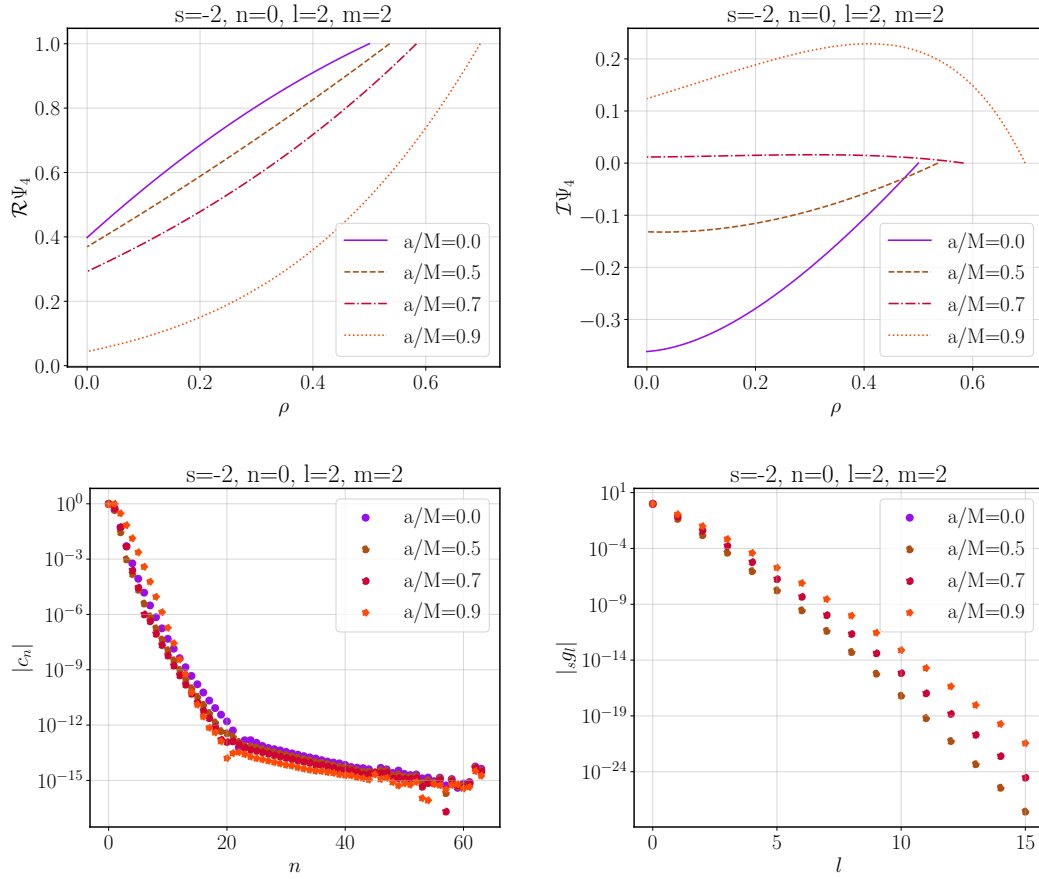 s=-2, n=0, l=2, m=2
1.0
0.8
0.6
0.4
0.2
0.0
ℛΨ₄
a/M=0.0
a/M=0.5
a/M=0.7
a/M=0.9
0.0 0.2 0.4 0.6
ρ
s=-2, n=0, l=2, m=2
0.2
0.1
0.0
−0.1
−0.2
−0.3
ℐΨ₄
a/M=0.0
a/M=0.5
a/M=0.7
a/M=0.9
0.0 0.2 0.4 0.6
ρ
s=-2, n=0, l=2, m=2
10⁰
10⁻³
10⁻⁶
10⁻⁹
10⁻¹²
10⁻¹⁵
|cₙ|
a/M=0.0
a/M=0.5
a/M=0.7
a/M=0.9
0 20 40 60
n
s=-2, n=0, l=2, m=2
10¹
10⁻⁴
10⁻⁹
10⁻¹⁴
10⁻¹⁹
10⁻²⁴
|ₛgₗ|
a/M=0.0
a/M=0.5
a/M=0.7
a/M=0.9
0 5 10 15
l